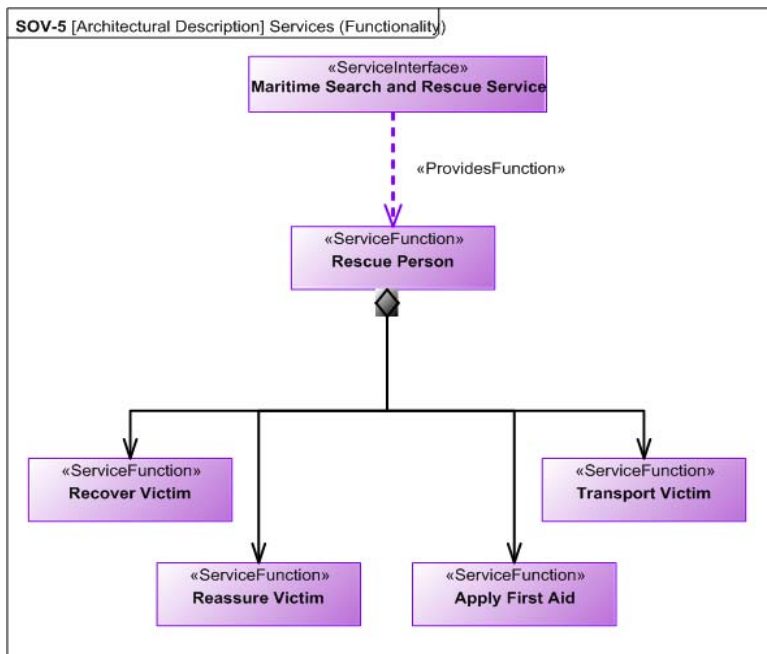 SOV-5 [Architectural Description] Services (Functionality)
«ServiceInterface»
Maritime Search and Rescue Service
«ProvidesFunction»
«ServiceFunction»
Rescue Person
«ServiceFunction»
Recover Victim
«ServiceFunction»
Transport Victim
«ServiceFunction»
Reassure Victim
«ServiceFunction»
Apply First Aid